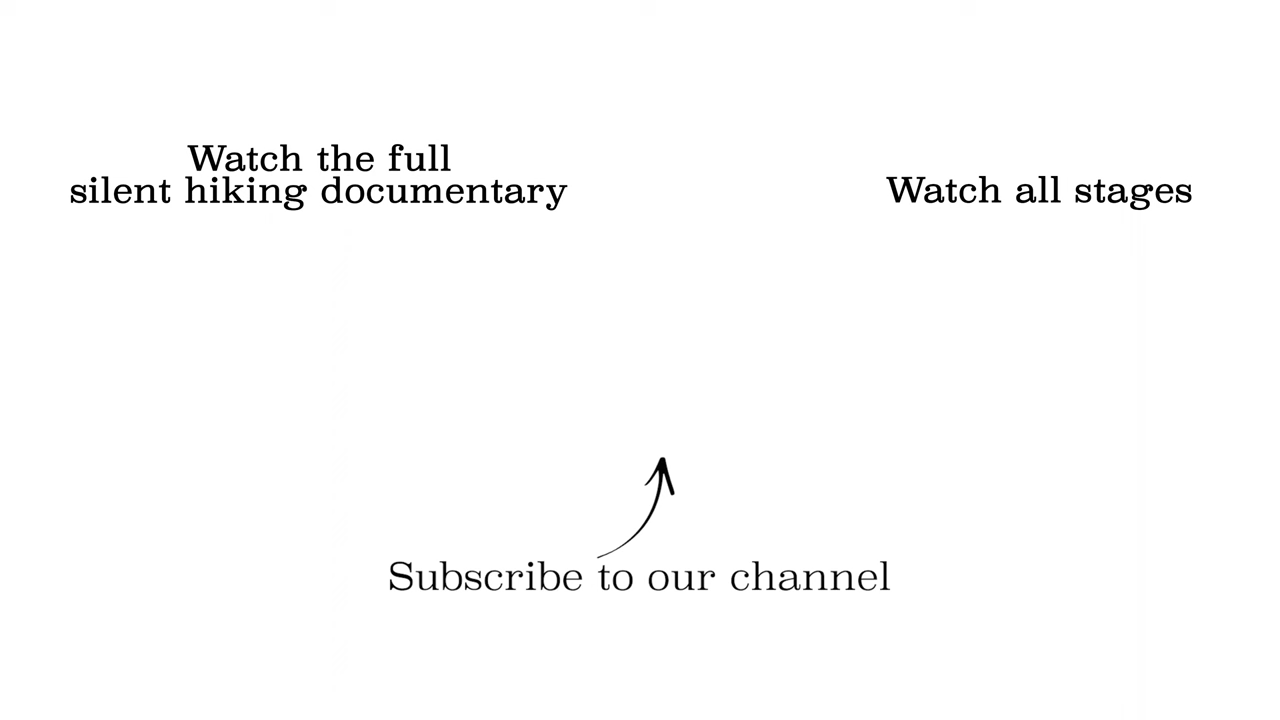 Watch the full
silent hiking documentary
Watch all stages
Subscribe to our channel